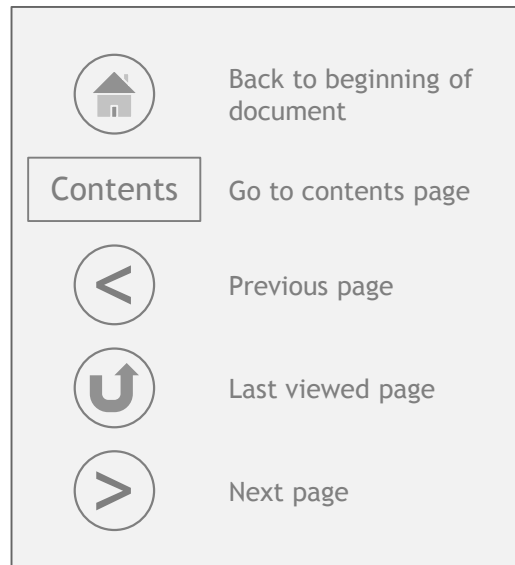 Back to beginning of
document
Contents
Go to contents page
<
Previous page
Last viewed page
>
Next page